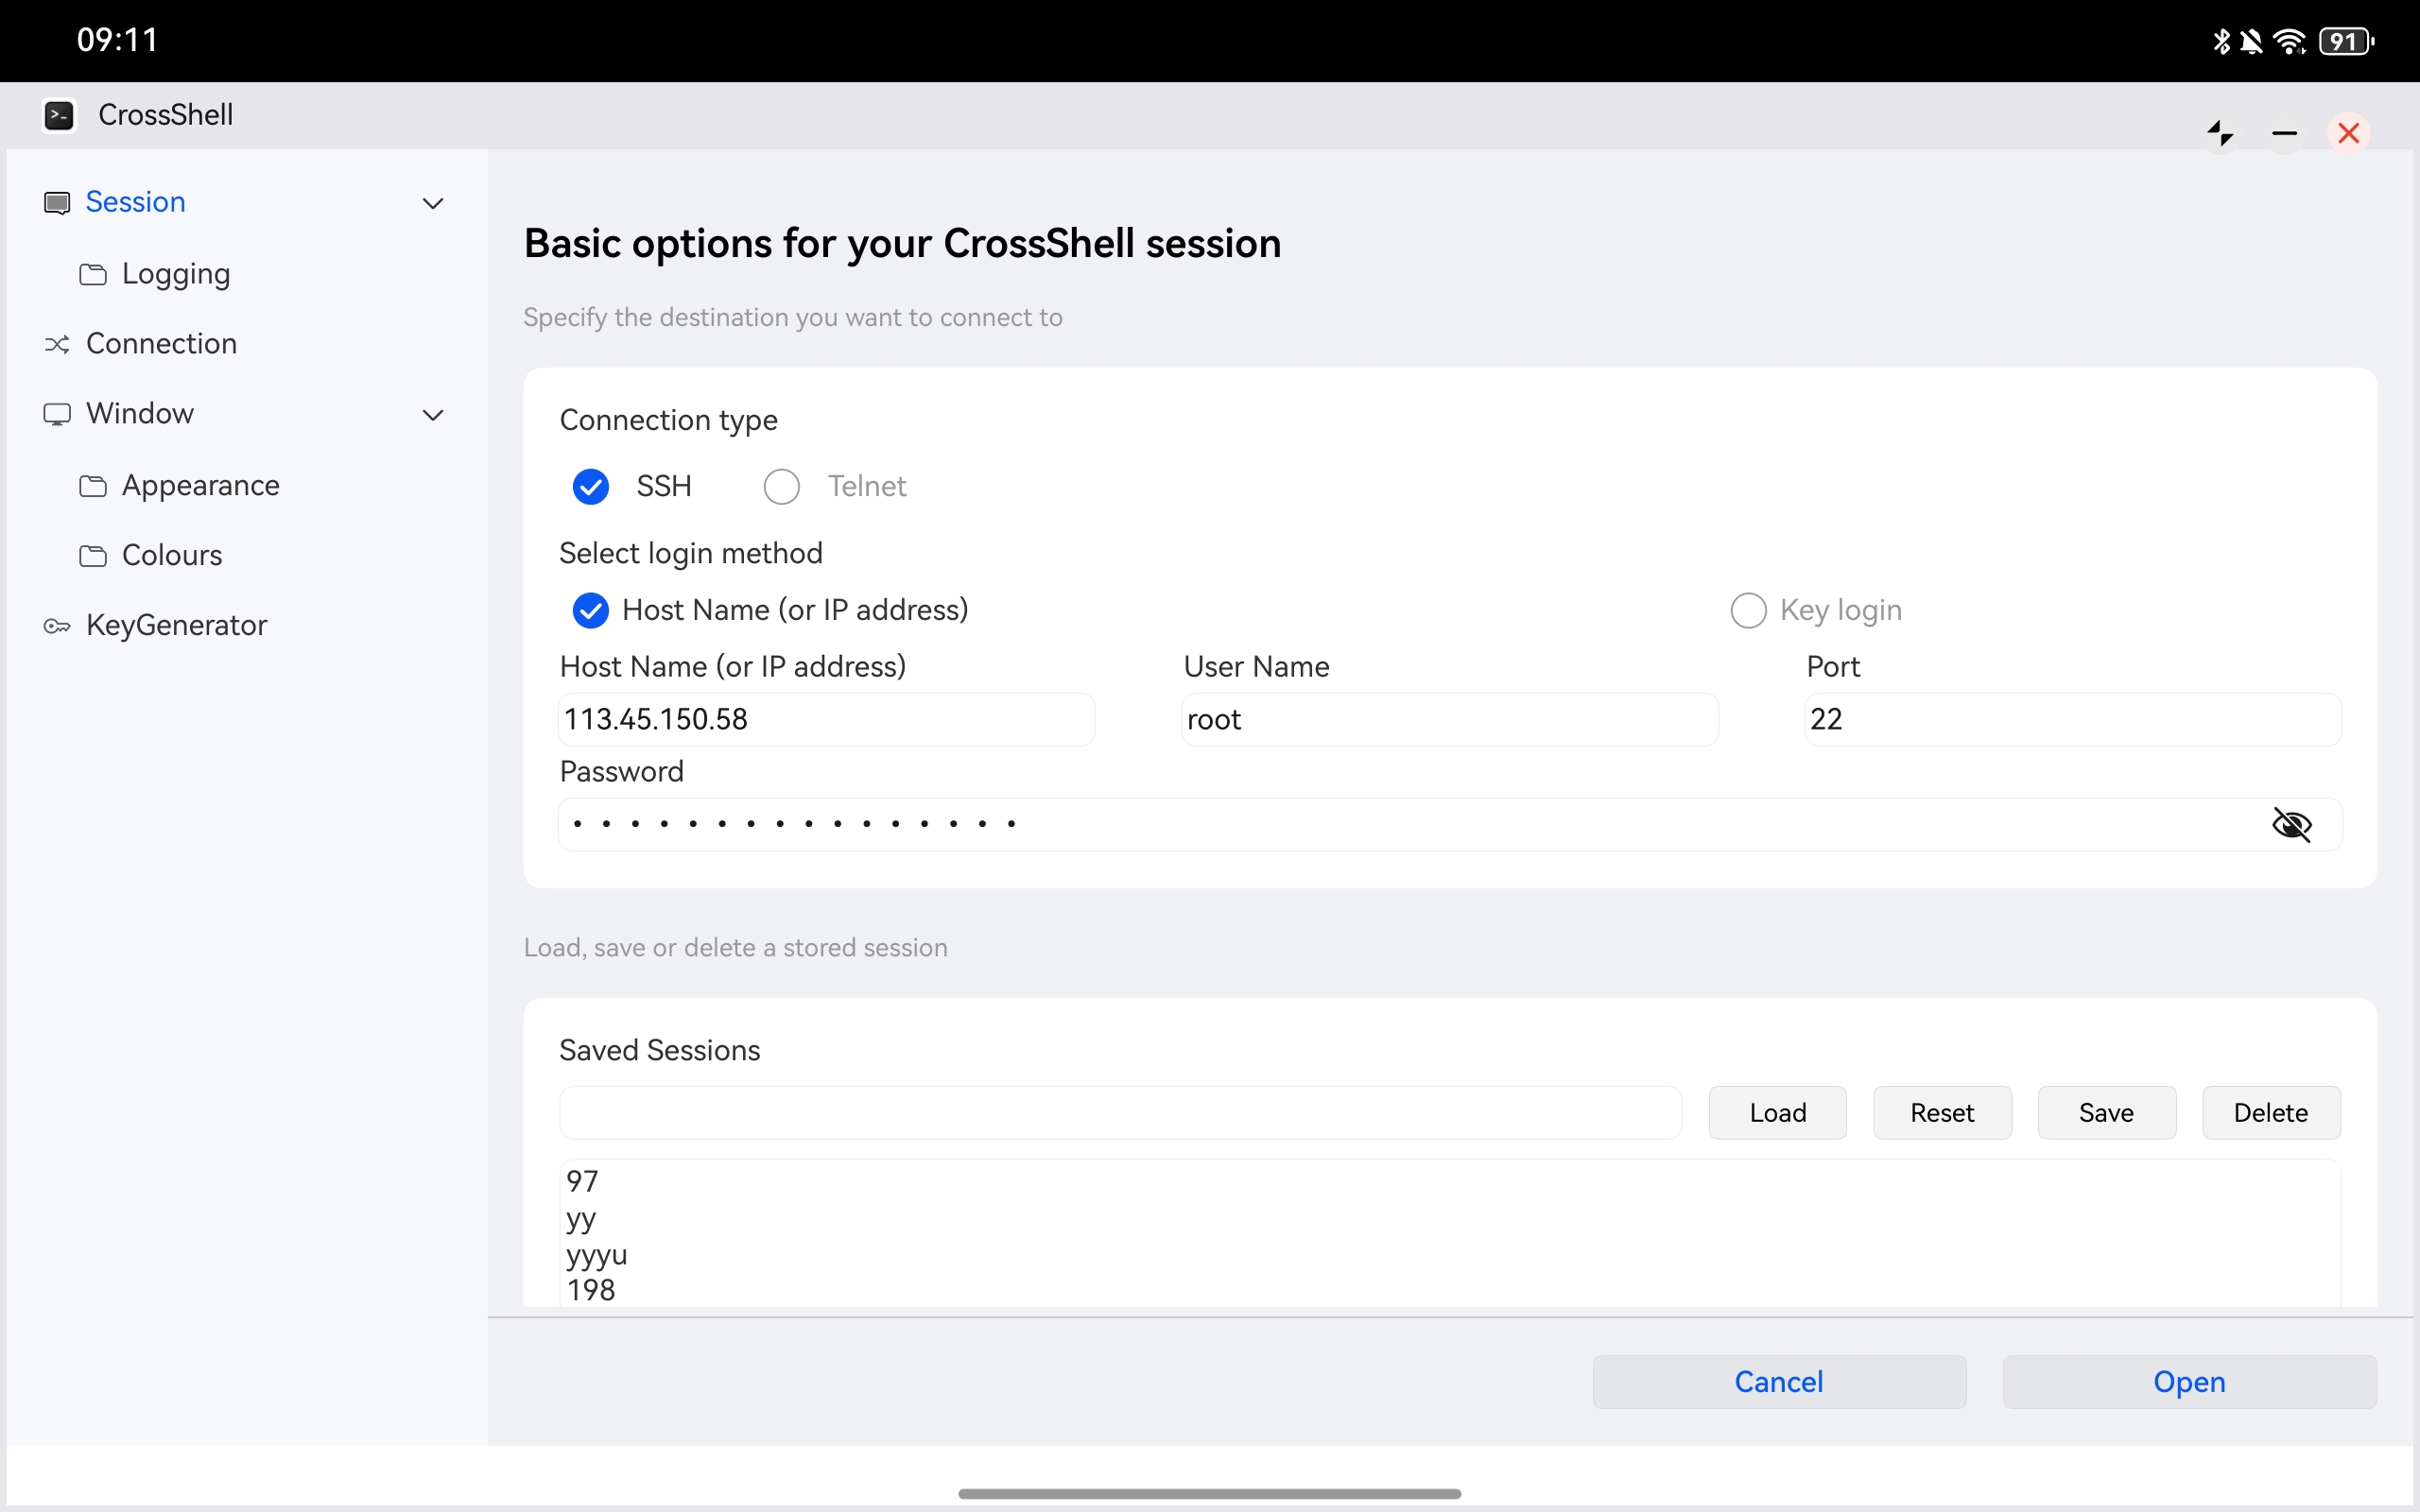 09:11
91
CrossShell
Session
Logging
Connection
Window
Appearance
Colours
KeyGenerator
Basic options for your CrossShell session
Specify the destination you want to connect to
Connection type
SSH Telnet
Select login method
Host Name (or IP address) Key login
Host Name (or IP address) User Name Port
113.45.150.58 root 22
Password
Load, save or delete a stored session
Saved Sessions
Load Reset Save Delete
97
yy
yyyu
198
Cancel Open